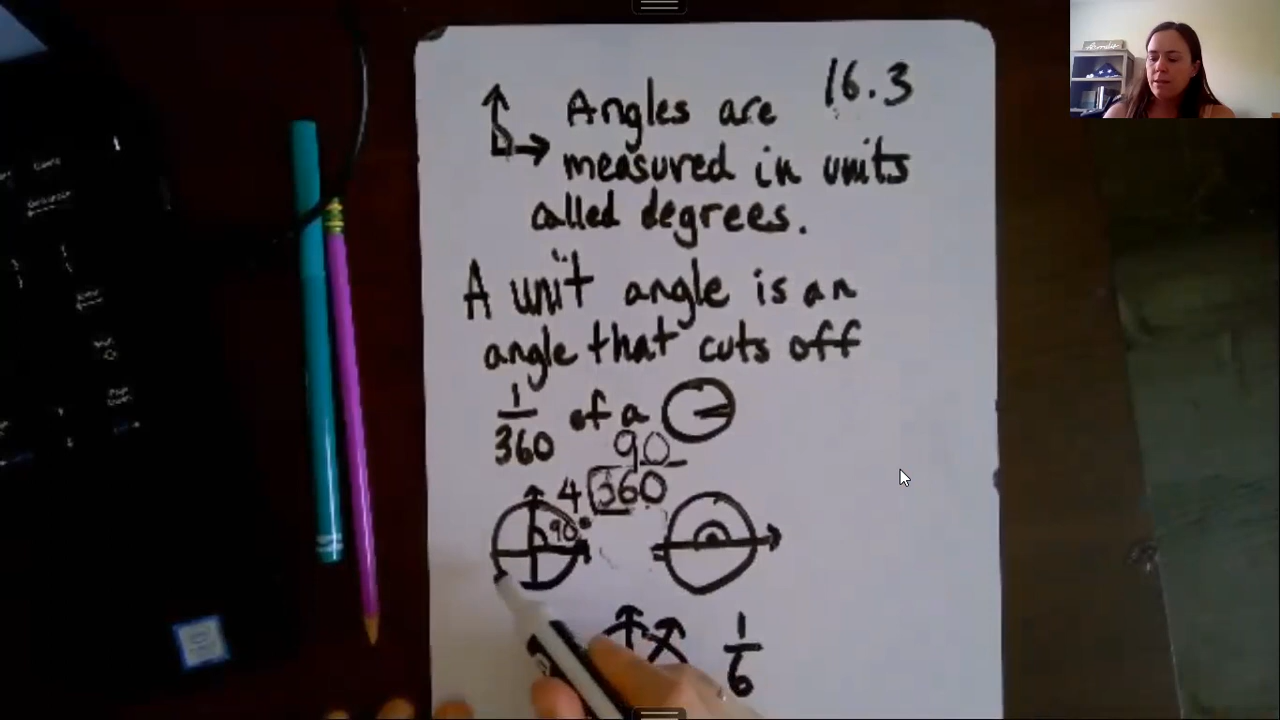 16.3
Angles are
measured in units
called degrees.
A unit angle is an
angle that cuts off
1/360 of a
90
4 360
90°
1/6